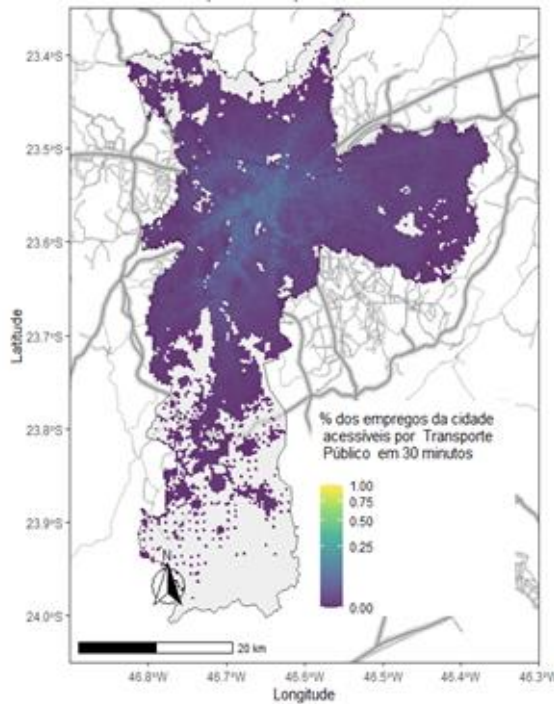 23.4°S
23.5°S
23.6°S
23.7°S
23.8°S
23.9°S
24.0°S
Latitude
% dos empregos da cidade
acessíveis por Transporte
Público em 30 minutos
1.00
0.75
0.50
0.25
0.00
N
20 km
46.8°W 46.7°W 46.6°W 46.5°W 46.4°W 46.3°W
Longitude